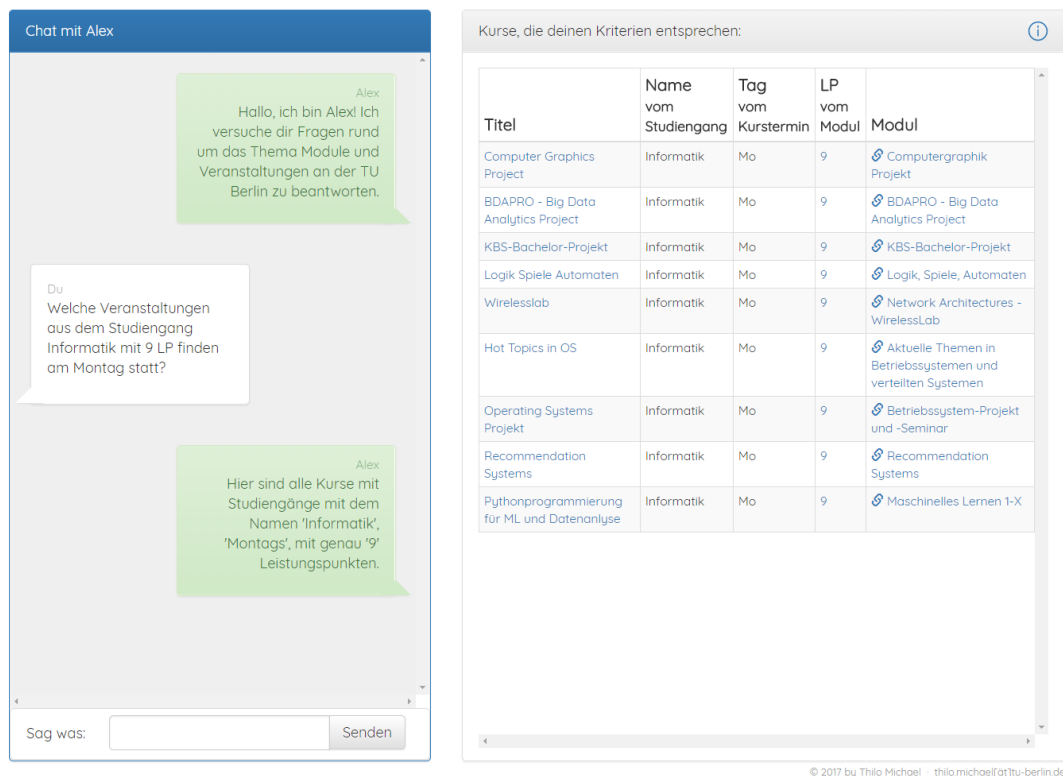 Chat mit Alex
Alex
Hallo, ich bin Alex! Ich
versuche dir Fragen rund
um das Thema Module und
Veranstaltungen an der TU
Berlin zu beantworten.
Du
Welche Veranstaltungen
aus dem Studiengang
Informatik mit 9 LP finden
am Montag statt?
Alex
Hier sind alle Kurse mit
Studiengänge mit dem
Namen 'Informatik',
'Montags', mit genau '9'
Leistungspunkten.
Sag was:
Senden
Kurse, die deinen Kriterien entsprechen:
Name Tag LP
vom vom vom
Titel Studiengang Kurstermin Modul Modul
Computer Graphics Informatik Mo 9 Computergraphik
Project Projekt
BDAPRO - Big Data Informatik Mo 9 BDAPRO - Big Data
Analytics Project Analytics Project
KBS-Bachelor-Projekt Informatik Mo 9 KBS-Bachelor-Projekt
Logik Spiele Automaten Informatik Mo 9 Logik, Spiele, Automaten
Wirelesslab Informatik Mo 9 Network Architectures -
WirelessLab
Hot Topics in OS Informatik Mo 9 Aktuelle Themen in
Betriebssystemen und
verteilten Systemen
Operating Systems Informatik Mo 9 Betriebssystem-Projekt
Projekt und -Seminar
Recommendation Informatik Mo 9 Recommendation
Systems Systems
Pythonprogrammierung Informatik Mo 9 Maschinelles Lernen 1-X
für ML und Datenanlyse
© 2017 by Thilo Michael · thilo.michael[ät]tu-berlin.de